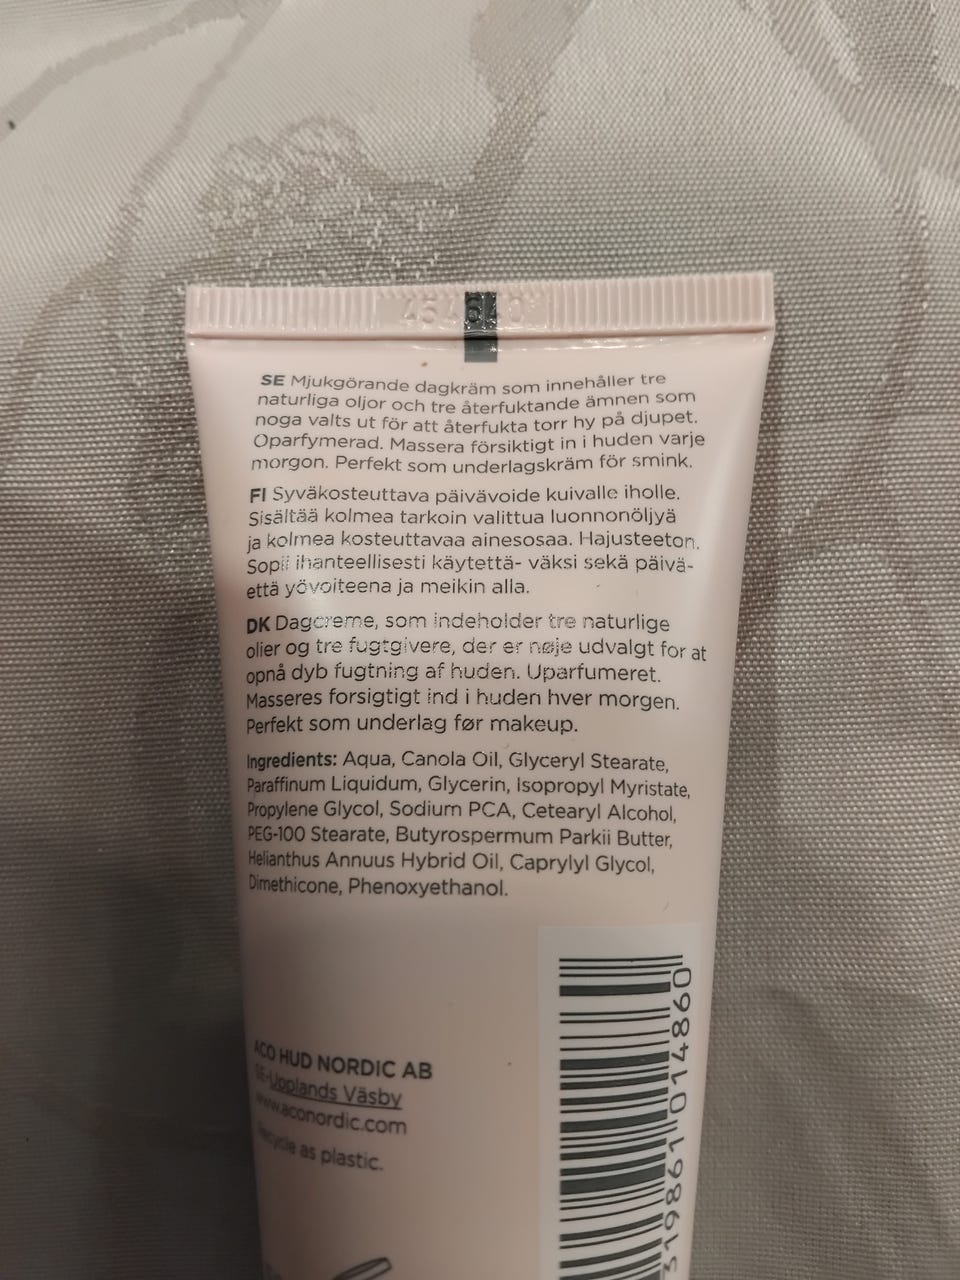 SE Mjukgörande dagkräm som innehåller tre
naturliga oljor och tre återfuktande ämnen som
noga valts ut för att återfukta torr hy på djupet.
Oparfymerad. Massera försiktigt in i huden varje
morgon. Perfekt som underlagskräm för smink.
FI Syväkosteuttava päivävoide kuivalle iholle.
Sisältää kolmea tarkoin valittua luonnonöljyä
ja kolmea kosteuttavaa ainesosaa. Hajusteeton.
Sopii ihanteellisesti käytettä- väksi sekä päivä-
että yövoiteena ja meikin alla.
DK Dagcreme, som indeholder tre naturlige
olier og tre fugtgivere, der er nøje udvalgt for at
opnå dyb fugtning af huden. Uparfumeret.
Masseres forsigtigt ind i huden hver morgen.
Perfekt som underlag før makeup.
Ingredients: Aqua, Canola Oil, Glyceryl Stearate,
Paraffinum Liquidum, Glycerin, Isopropyl Myristate,
Propylene Glycol, Sodium PCA, Cetearyl Alcohol,
PEG-100 Stearate, Butyrospermum Parkii Butter,
Helianthus Annuus Hybrid Oil, Caprylyl Glycol,
Dimethicone, Phenoxyethanol.
ACO HUD NORDIC AB
SE-Upplands Väsby
www.aconordic.com
Recycle as plastic.
319861 014860